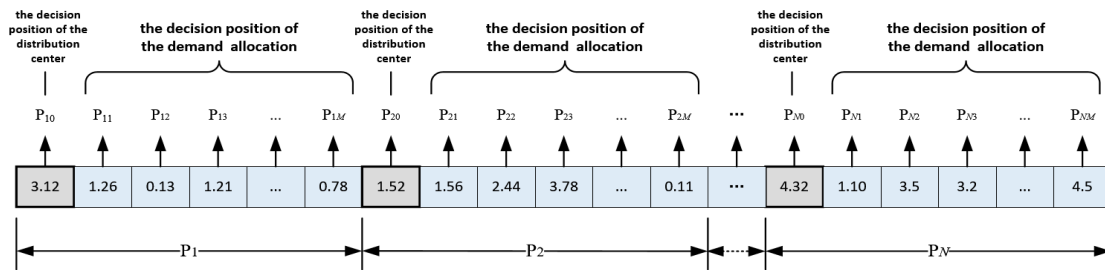 the decision
position of the
distribution
center
the decision position of
the demand allocation
the decision
position of the
distribution
center
the decision position of
the demand allocation
the decision
position of the
distribution
center
the decision position of
the demand allocation
P10 P11 P12 P13 ... P1M P20 P21 P22 P23 ... P2M ... PN0 PN1 PN2 PN3 ... PNM
3.12 1.26 0.13 1.21 ... 0.78 1.52 1.56 2.44 3.78 ... 0.11 ... 4.32 1.10 3.5 3.2 ... 4.5
P1 P2 PN